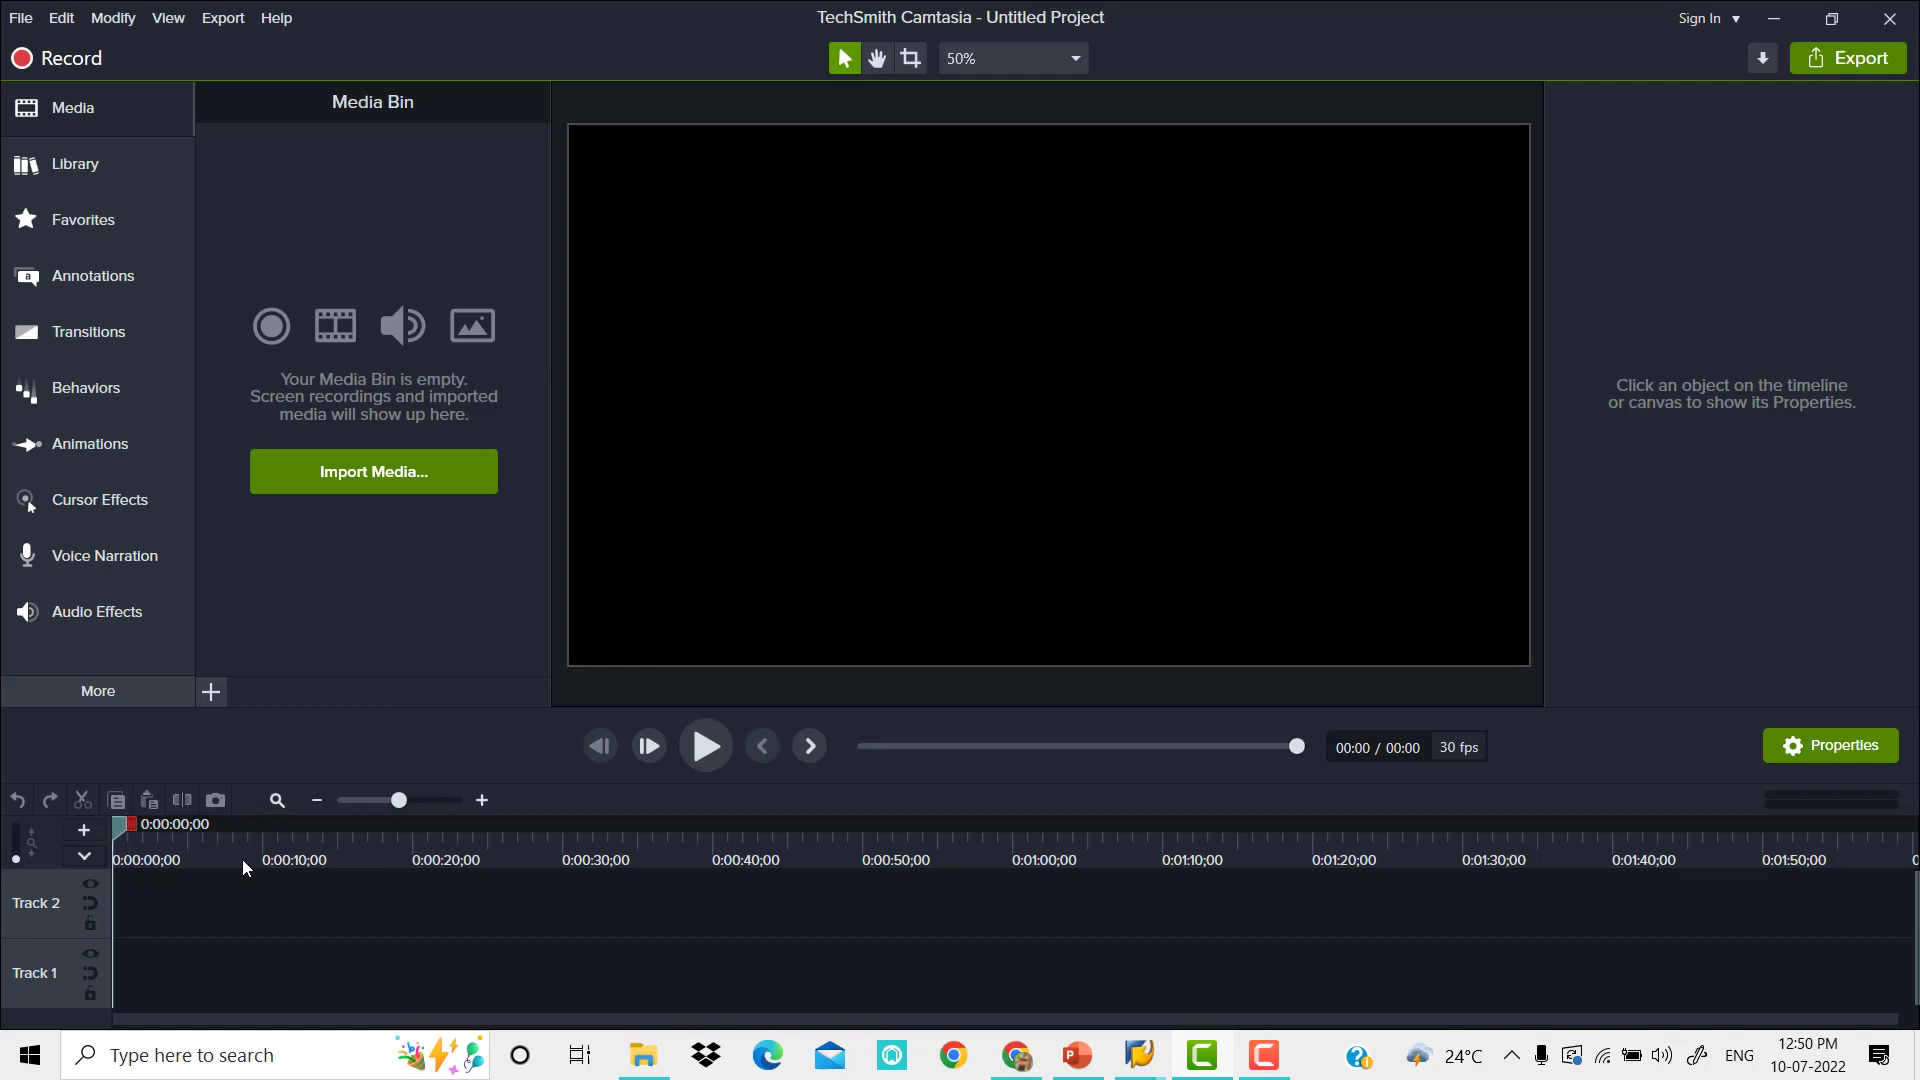 File Edit Modify View Export Help
TechSmith Camtasia - Untitled Project
Sign In
Record
50%
Export
Media
Media Bin
Library
Favorites
Annotations
Transitions
Behaviors
Animations
Cursor Effects
Voice Narration
Audio Effects
More
Your Media Bin is empty.
Screen recordings and imported
media will show up here.
Import Media...
Click an object on the timeline
or canvas to show its Properties.
00:00 / 00:00
30 fps
Properties
0:00:00;00
0:00:00;00 0:00:10;00 0:00:20;00 0:00:30;00 0:00:40;00 0:00:50;00 0:01:00;00 0:01:10;00 0:01:20;00 0:01:30;00 0:01:40;00 0:01:50;00
Track 2
Track 1
Type here to search
24°C
ENG
12:50 PM
10-07-2022